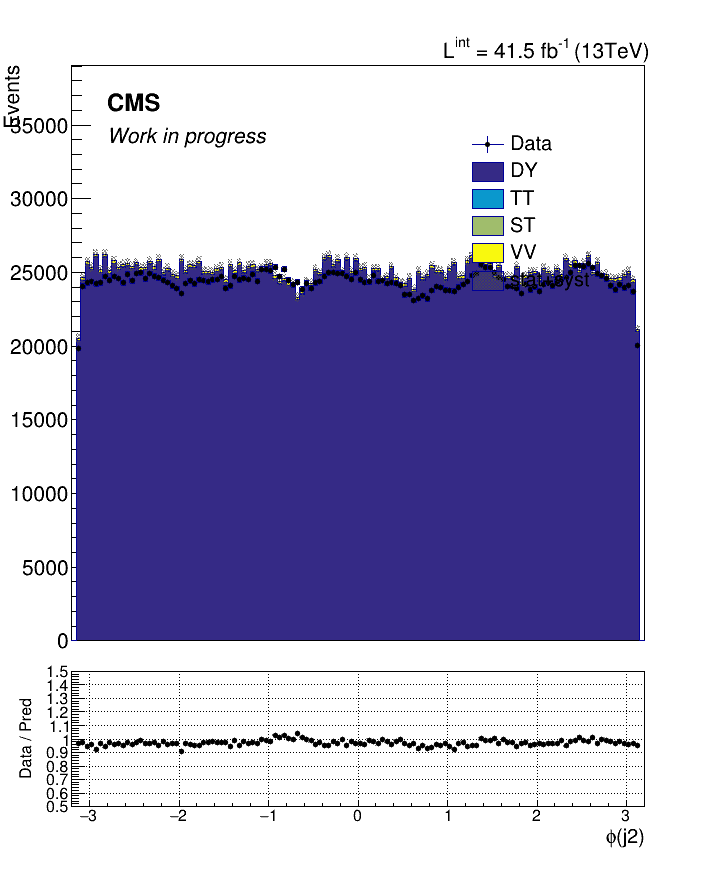 L^int = 41.5 fb^-1 (13TeV)
Events
CMS
Work in progress
Data
DY
TT
ST
VV
stat+syst
35000
30000
25000
20000
15000
10000
5000
0
Data / Pred
1.5
1.4
1.3
1.2
1.1
1
0.9
0.8
0.7
0.6
0.5
−3 −2 −1 0 1 2 3
ϕ(j2)